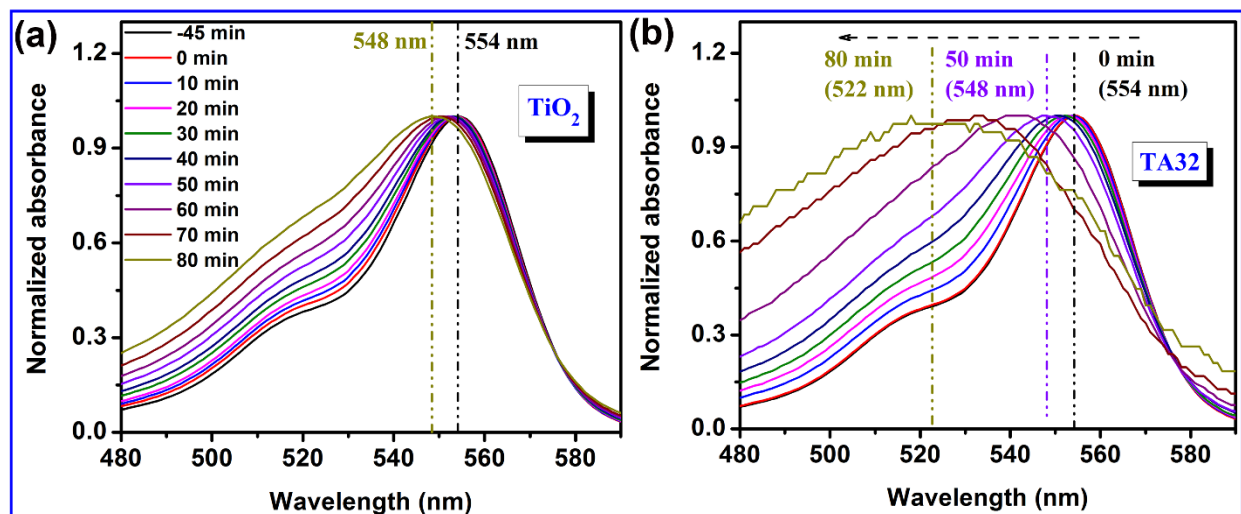 (a)
-45 min
0 min
10 min
20 min
30 min
40 min
50 min
60 min
70 min
80 min
548 nm
554 nm
TiO₂
1.2
0.9
0.6
0.3
0.0
Normalized absorbance
480 500 520 540 560 580
Wavelength (nm)
(b)
80 min
(522 nm)
50 min
(548 nm)
0 min
(554 nm)
TA32
1.2
0.9
0.6
0.3
0.0
Normalized absorbance
480 500 520 540 560 580
Wavelength (nm)